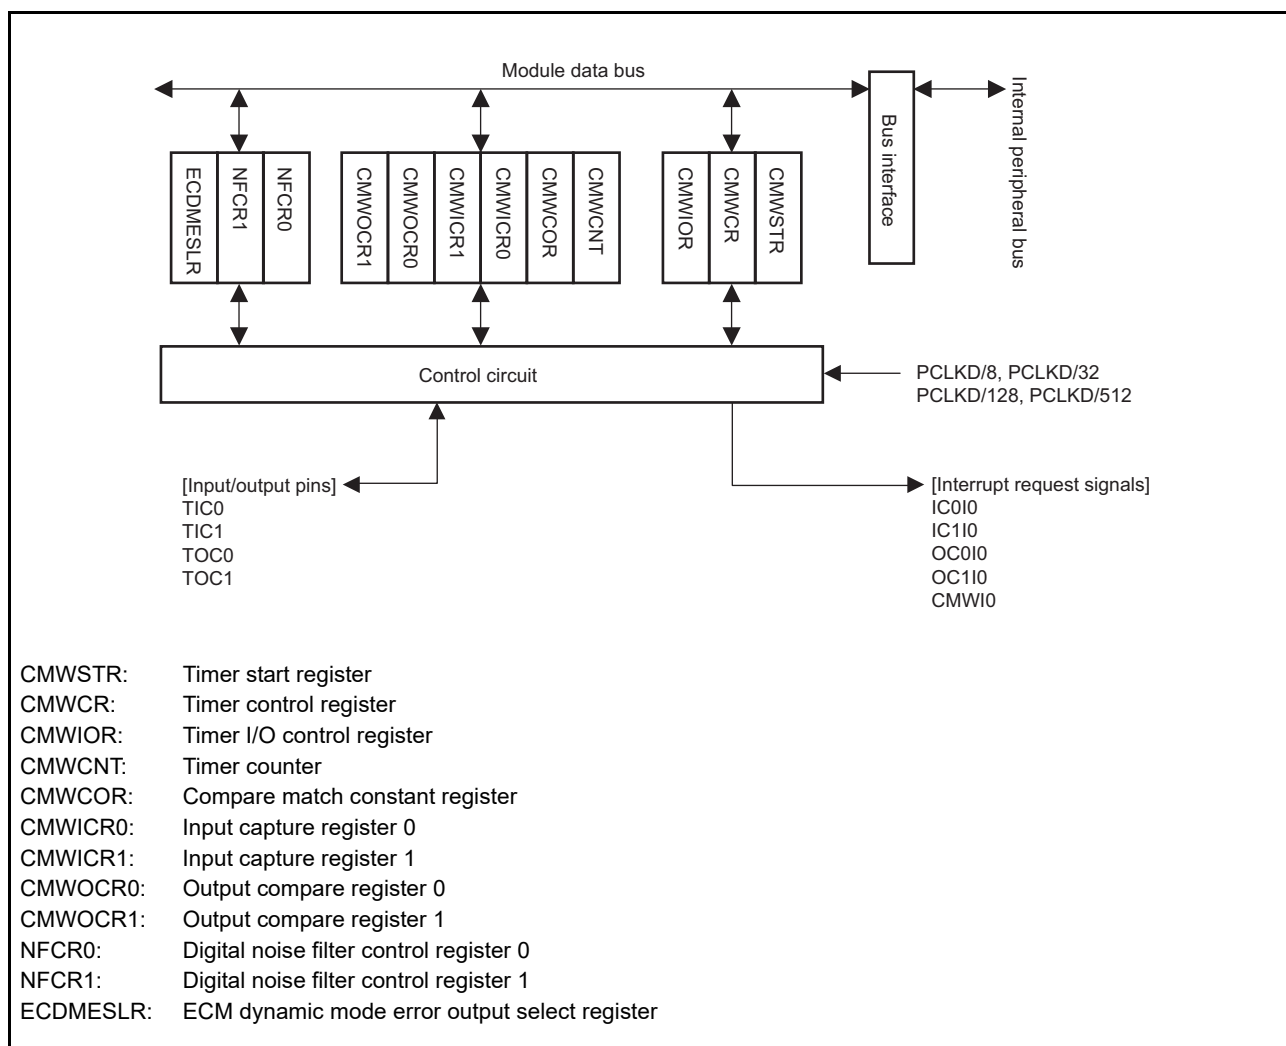 Module data bus
Internal peripheral bus
Bus interface
ECDMESLR
NFCR1
NFCR0
CMWOCR1
CMWOCR0
CMWICR1
CMWICR0
CMWCOR
CMWCNT
CMWIOR
CMWCR
CMWSTR
Control circuit
PCLKD/8, PCLKD/32
PCLKD/128, PCLKD/512
[Input/output pins]
TIC0
TIC1
TOC0
TOC1
[Interrupt request signals]
IC0I0
IC1I0
OC0I0
OC1I0
CMWI0
CMWSTR: Timer start register
CMWCR: Timer control register
CMWIOR: Timer I/O control register
CMWCNT: Timer counter
CMWCOR: Compare match constant register
CMWICR0: Input capture register 0
CMWICR1: Input capture register 1
CMWOCR0: Output compare register 0
CMWOCR1: Output compare register 1
NFCR0: Digital noise filter control register 0
NFCR1: Digital noise filter control register 1
ECDMESLR: ECM dynamic mode error output select register